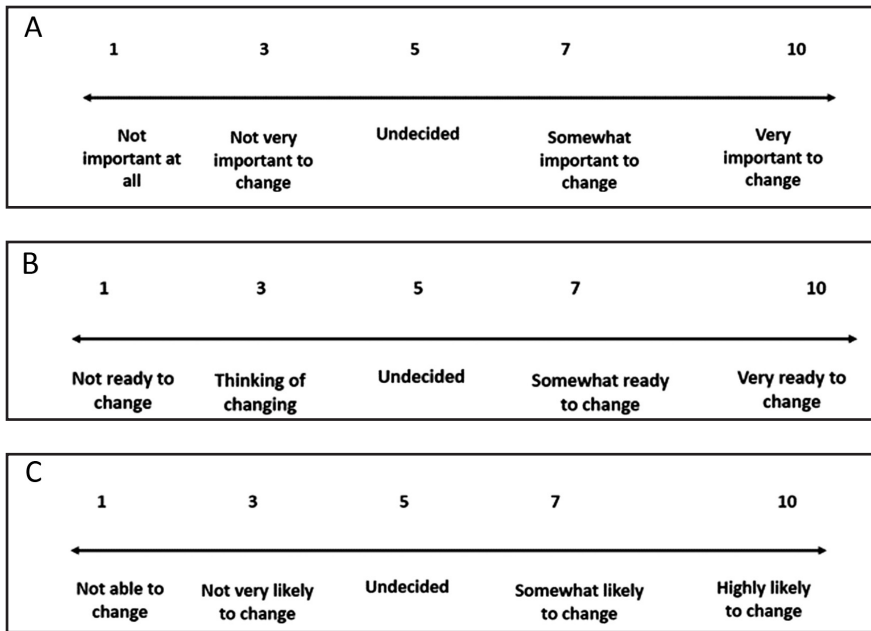 A
1 3 5 7 10
Not Not very Undecided Somewhat Very
important at important to important to important to
all change change change
B
1 3 5 7 10
Not ready to Thinking of Undecided Somewhat ready Very ready to
change changing to change change
C
1 3 5 7 10
Not able to Not very likely Undecided Somewhat likely Highly likely
change to change to change to change